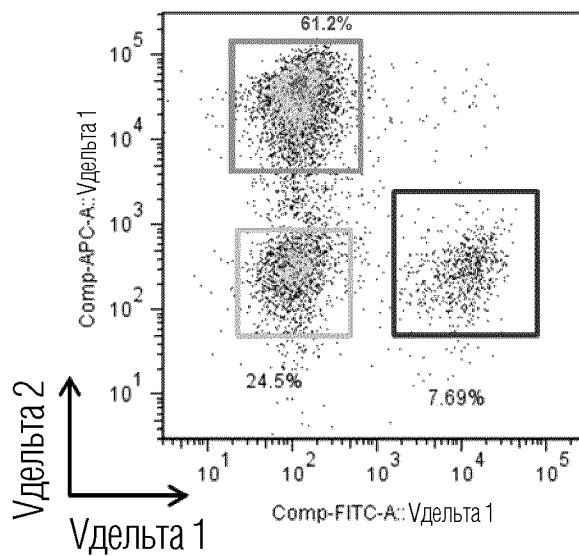 61.2%
10^5
10^4
10^3
10^2
10^1
Comp-APC-A:: Vдельта 1
24.5%
7.69%
10^1 10^2 10^3 10^4 10^5
Comp-FITC-A:: Vдельта 1
Vдельта 2
Vдельта 1